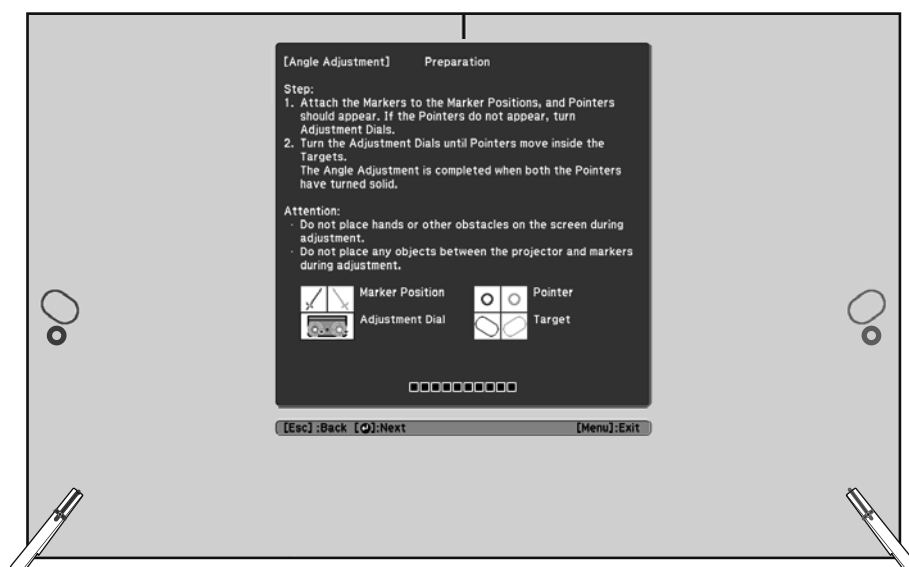 [Angle Adjustment] Preparation
Step:
1. Attach the Markers to the Marker Positions, and Pointers
should appear. If the Pointers do not appear, turn
Adjustment Dials.
2. Turn the Adjustment Dials until Pointers move inside the
Targets.
The Angle Adjustment is completed when both the Pointers
have turned solid.
Attention:
· Do not place hands or other obstacles on the screen during
adjustment.
· Do not place any objects between the projector and markers
during adjustment.
Marker Position Pointer
Adjustment Dial Target
[Esc] :Back [⏎]:Next [Menu]:Exit